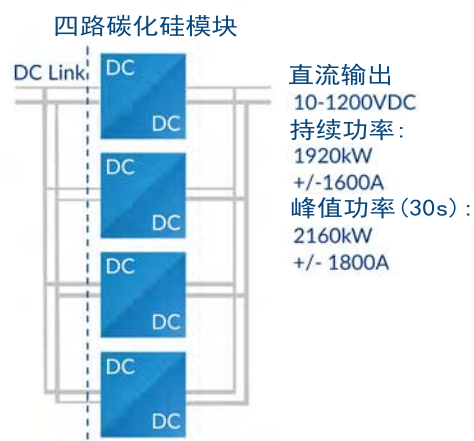 四路碳化硅模块
DC Link
DC
DC
DC
DC
DC
DC
DC
DC
直流输出
10-1200VDC
持续功率:
1920kW
+/-1600A
峰值功率(30s):
2160kW
+/- 1800A